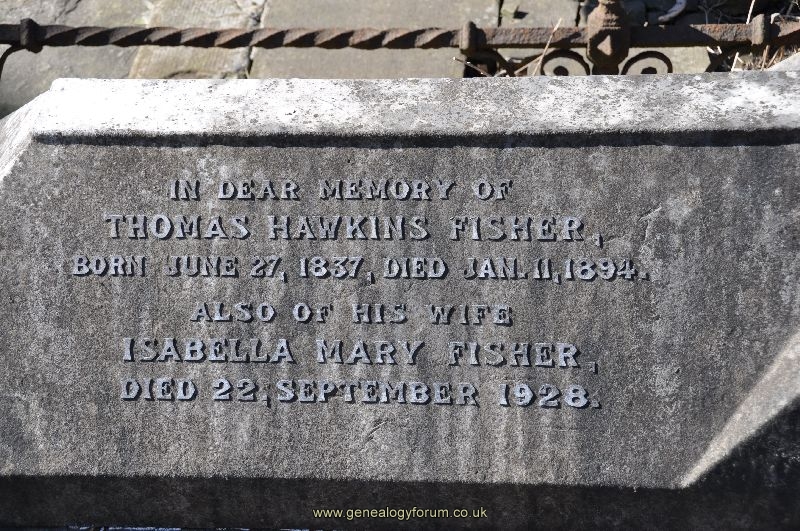 IN DEAR MEMORY OF
THOMAS HAWKINS FISHER,
BORN JUNE 27, 1837, DIED JAN. 11, 1894.
ALSO OF HIS WIFE
ISABELLA MARY FISHER,
DIED 22, SEPTEMBER 1928.
www.genealogyforum.co.uk